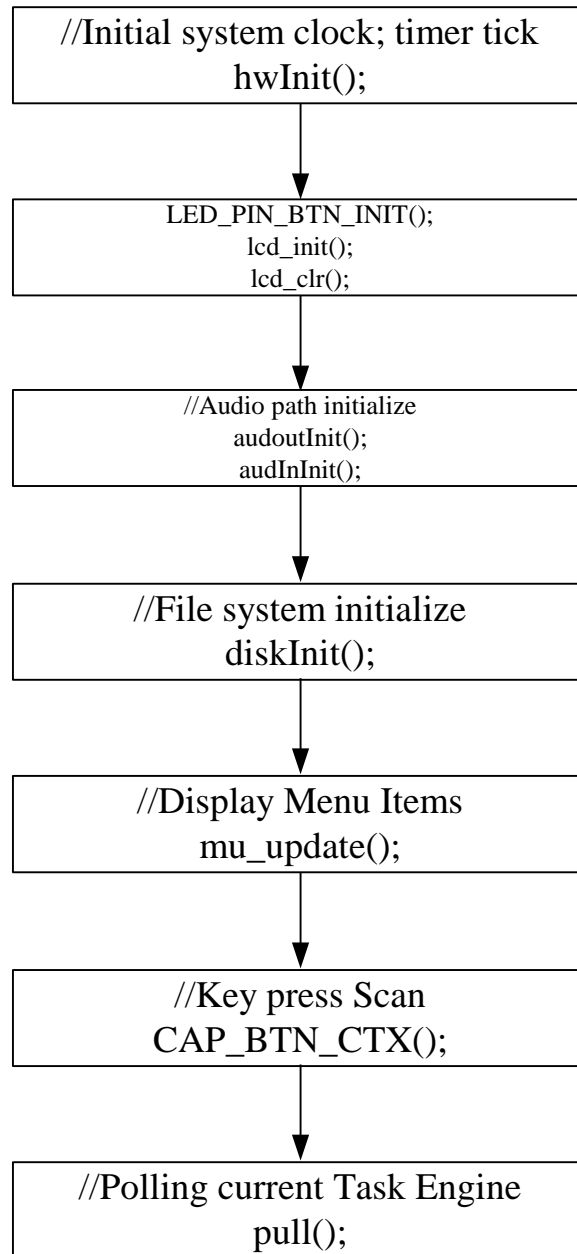 //Initial system clock; timer tick
hwInit();
LED_PIN_BTN_INIT();
lcd_init();
lcd_clr();
//Audio path initialize
audoutInit();
audInInit();
//File system initialize
diskInit();
//Display Menu Items
mu_update();
//Key press Scan
CAP_BTN_CTX();
//Polling current Task Engine
pull();